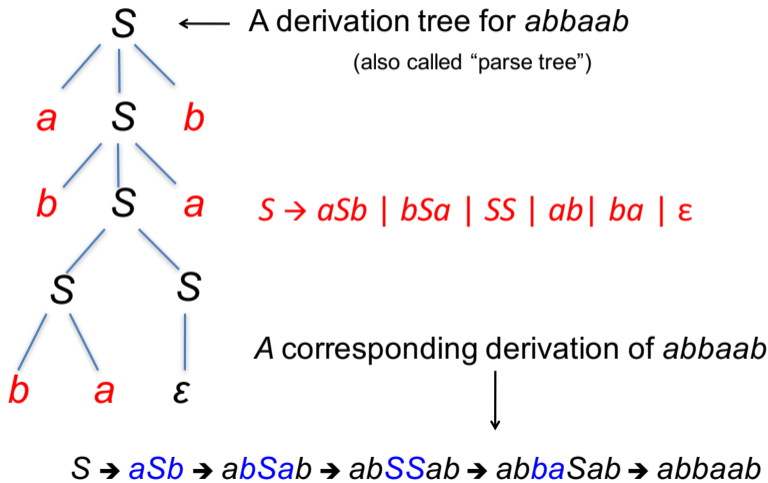 S ← A derivation tree for abbaab
(also called “parse tree”)
a S b
b S a
S → aSb | bSa | SS | ab| ba | ε
S S
A corresponding derivation of abbaab
b a ε
S → aSb → abSab → abSSab → abbaSab → abbaab